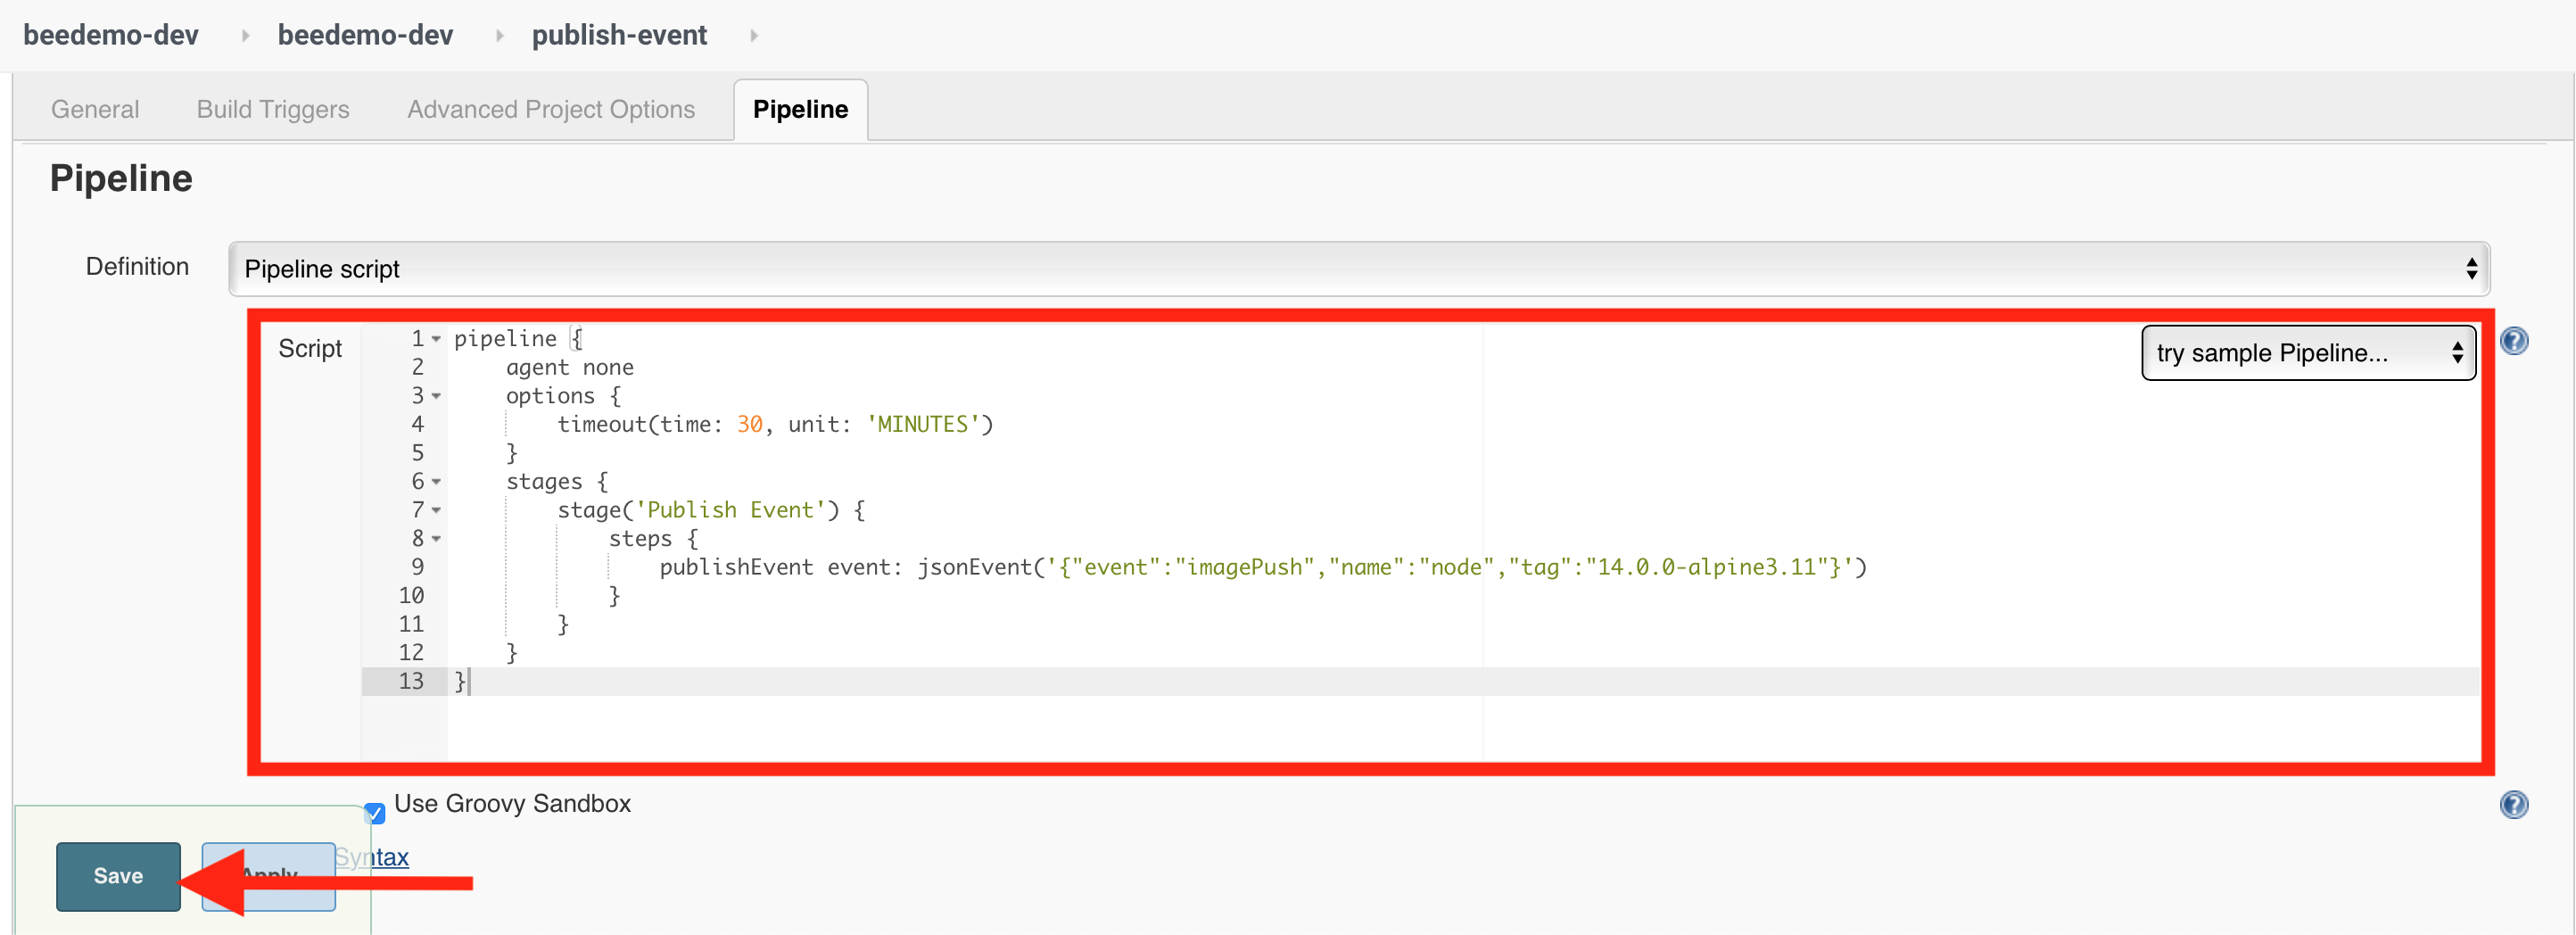 beedemo-dev beedemo-dev publish-event
General Build Triggers Advanced Project Options Pipeline
Pipeline
Definition Pipeline script
Script
try sample Pipeline...
1 pipeline {
2     agent none
3     options {
4         timeout(time: 30, unit: 'MINUTES')
5     }
6     stages {
7         stage('Publish Event') {
8             steps {
9                 publishEvent event: jsonEvent('{"event":"imagePush","name":"node","tag":"14.0.0-alpine3.11"}')
10             }
11         }
12     }
13 }
Use Groovy Sandbox
Syntax
Save Apply